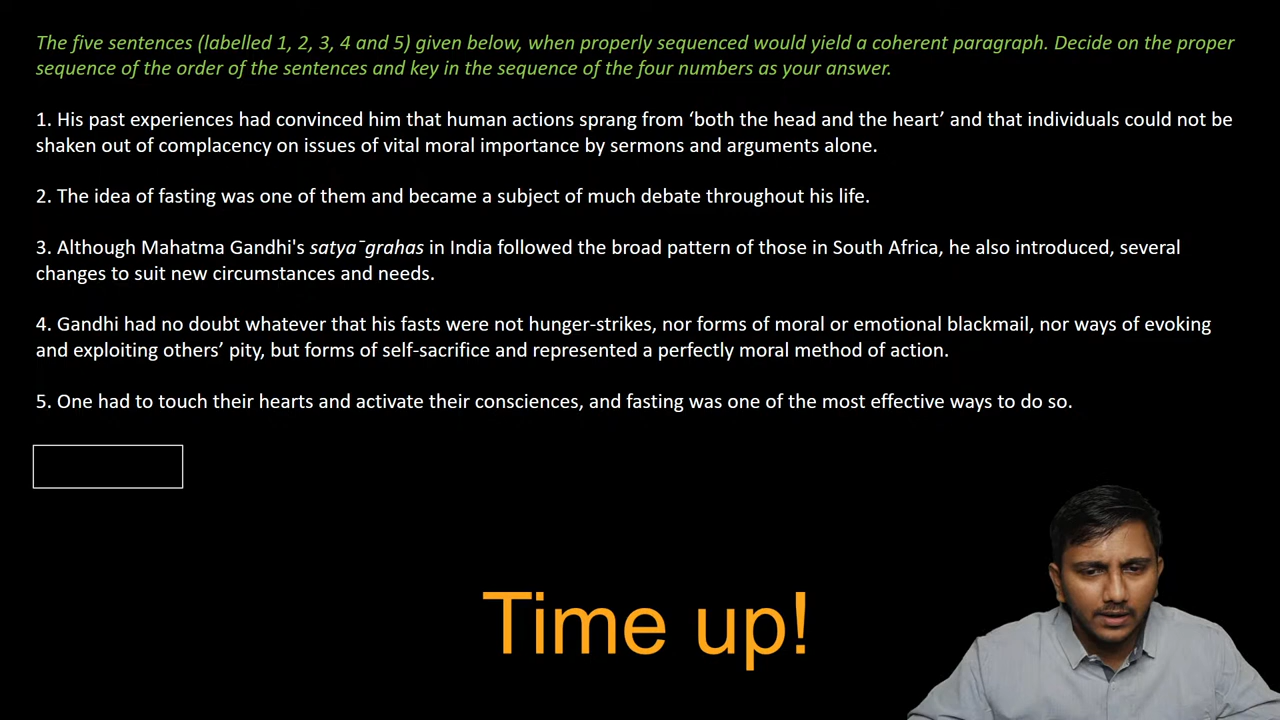 The five sentences (labelled 1, 2, 3, 4 and 5) given below, when properly sequenced would yield a coherent paragraph. Decide on the proper
sequence of the order of the sentences and key in the sequence of the four numbers as your answer.
1. His past experiences had convinced him that human actions sprang from ‘both the head and the heart’ and that individuals could not be
shaken out of complacency on issues of vital moral importance by sermons and arguments alone.
2. The idea of fasting was one of them and became a subject of much debate throughout his life.
3. Although Mahatma Gandhi's satya¯grahas in India followed the broad pattern of those in South Africa, he also introduced, several
changes to suit new circumstances and needs.
4. Gandhi had no doubt whatever that his fasts were not hunger-strikes, nor forms of moral or emotional blackmail, nor ways of evoking
and exploiting others’ pity, but forms of self-sacrifice and represented a perfectly moral method of action.
5. One had to touch their hearts and activate their consciences, and fasting was one of the most effective ways to do so.
Time up!